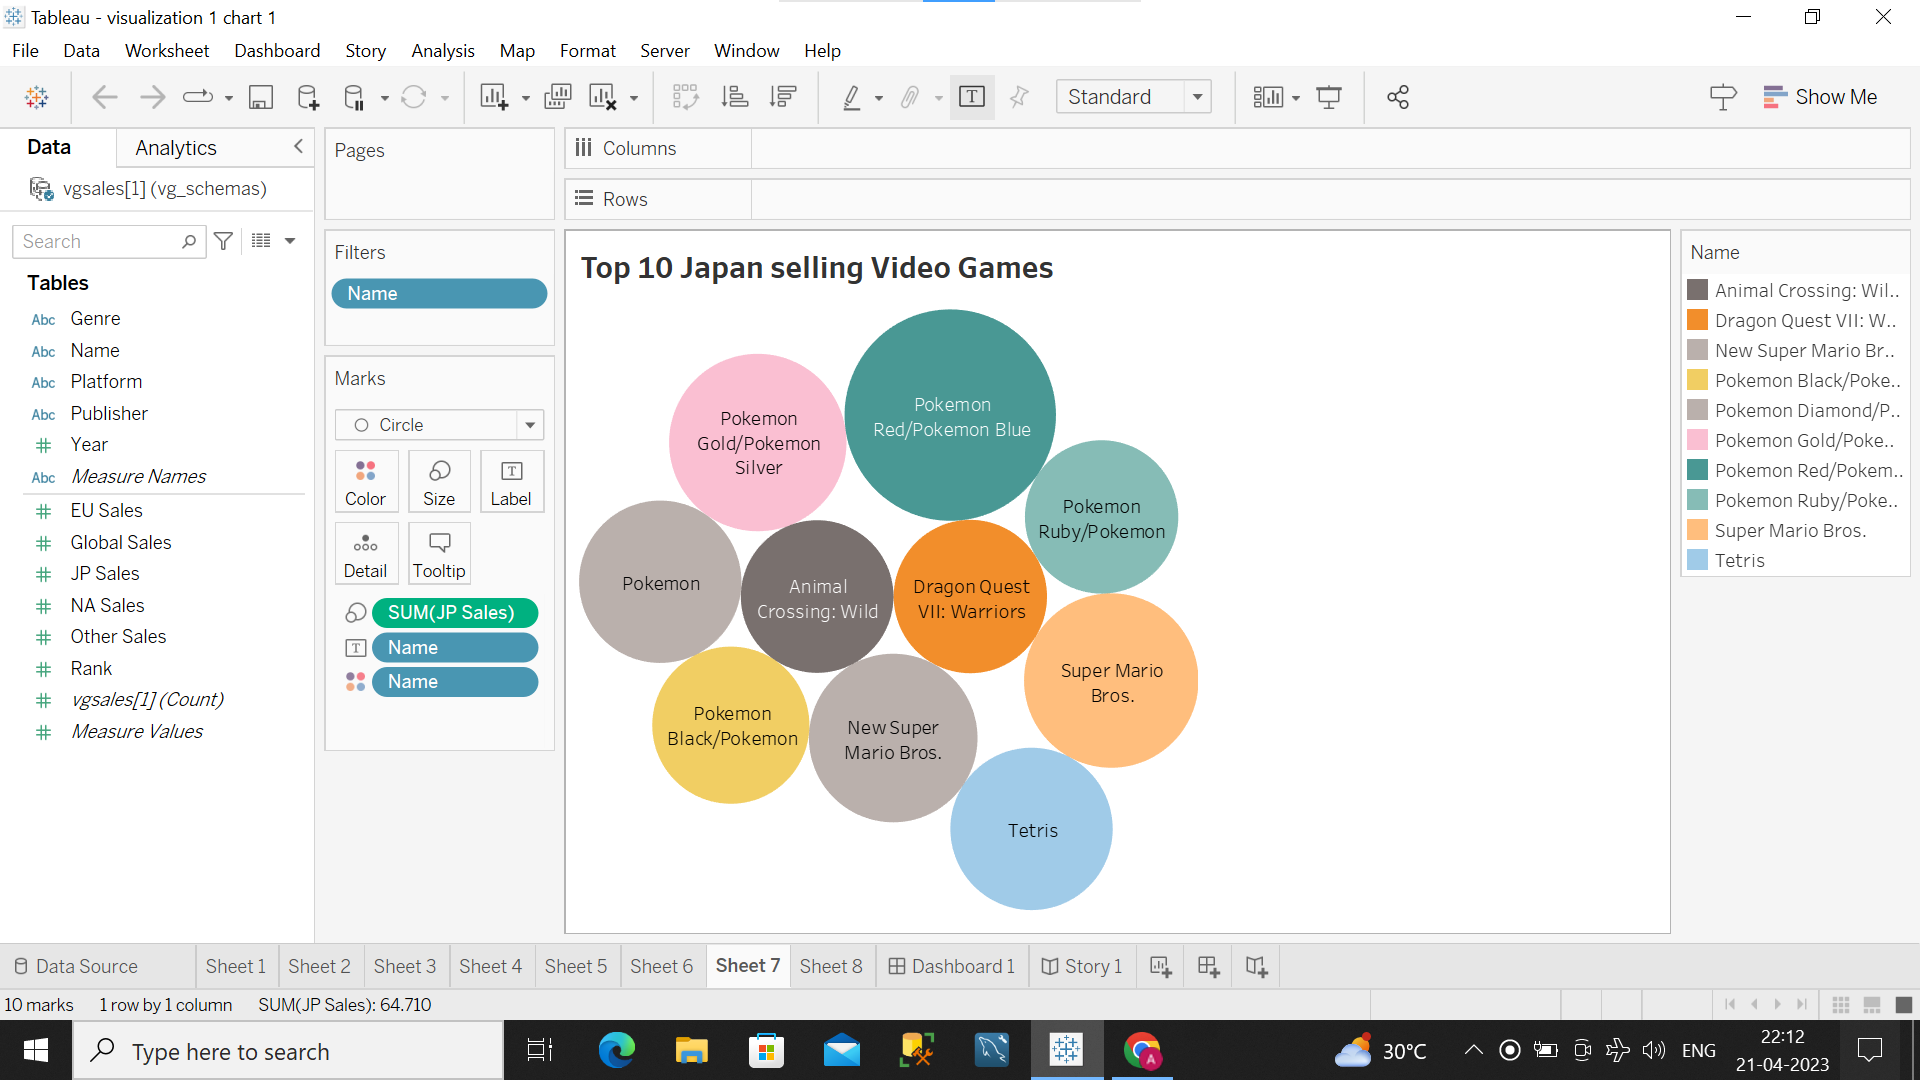 Tableau - visualization 1 chart 1
File Data Worksheet Dashboard Story Analysis Map Format Server Window Help
Standard
Show Me
Data Analytics
vgsales[1] (vg_schemas)
Search
Tables
Abc Genre
Abc Name
Abc Platform
Abc Publisher
Year
Abc Measure Names
EU Sales
Global Sales
JP Sales
NA Sales
Other Sales
Rank
vgsales[1] (Count)
Measure Values
Pages
Filters
Name
Marks
Circle
Color Size Label
Detail Tooltip
SUM(JP Sales)
Name
Name
Columns
Rows
Top 10 Japan selling Video Games
Pokemon
Red/Pokemon Blue
Pokemon
Gold/Pokemon
Silver
Pokemon
Ruby/Pokemon
Pokemon
Animal
Crossing: Wild
Dragon Quest
VII: Warriors
Super Mario
Bros.
Pokemon
Black/Pokemon
New Super
Mario Bros.
Tetris
Name
Animal Crossing: Wil..
Dragon Quest VII: W..
New Super Mario Br..
Pokemon Black/Poke..
Pokemon Diamond/P..
Pokemon Gold/Poke..
Pokemon Red/Pokem..
Pokemon Ruby/Poke..
Super Mario Bros.
Tetris
Data Source Sheet 1 Sheet 2 Sheet 3 Sheet 4 Sheet 5 Sheet 6 Sheet 7 Sheet 8 Dashboard 1 Story 1
10 marks 1 row by 1 column SUM(JP Sales): 64.710
Type here to search
A
30°C
ENG
22:12
21-04-2023